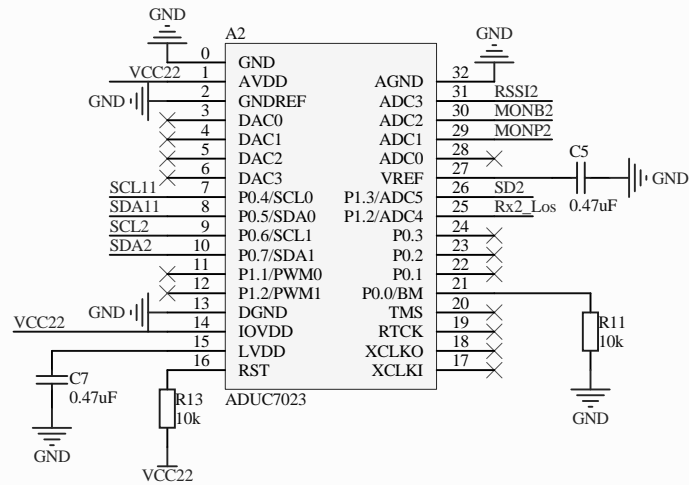 GND
A2
GND
0 GND
VCC22 1 AVDD AGND 32
GND 2 GNDREF ADC3 31 RSSI2
3 DAC0 ADC2 30 MONB2
4 DAC1 ADC1 29 MONP2
5 DAC2 ADC0 28
6 DAC3 VREF 27 C5 0.47uF GND
SCL11 7 P0.4/SCL0 P1.3/ADC5 26 SD2
SDA11 8 P0.5/SDA0 P1.2/ADC4 25 Rx2_Los
SCL2 9 P0.6/SCL1 P0.3 24
SDA2 10 P0.7/SDA1 P0.2 23
11 P1.1/PWM0 P0.1 22
12 P1.2/PWM1 P0.0/BM 21
GND 13 DGND TMS 20
VCC22 14 IOVDD RTCK 19
15 LVDD XCLKO 18
16 RST XCLKI 17
R11
10k
C7
0.47uF
R13
10k
ADUC7023
GND
GND
VCC22